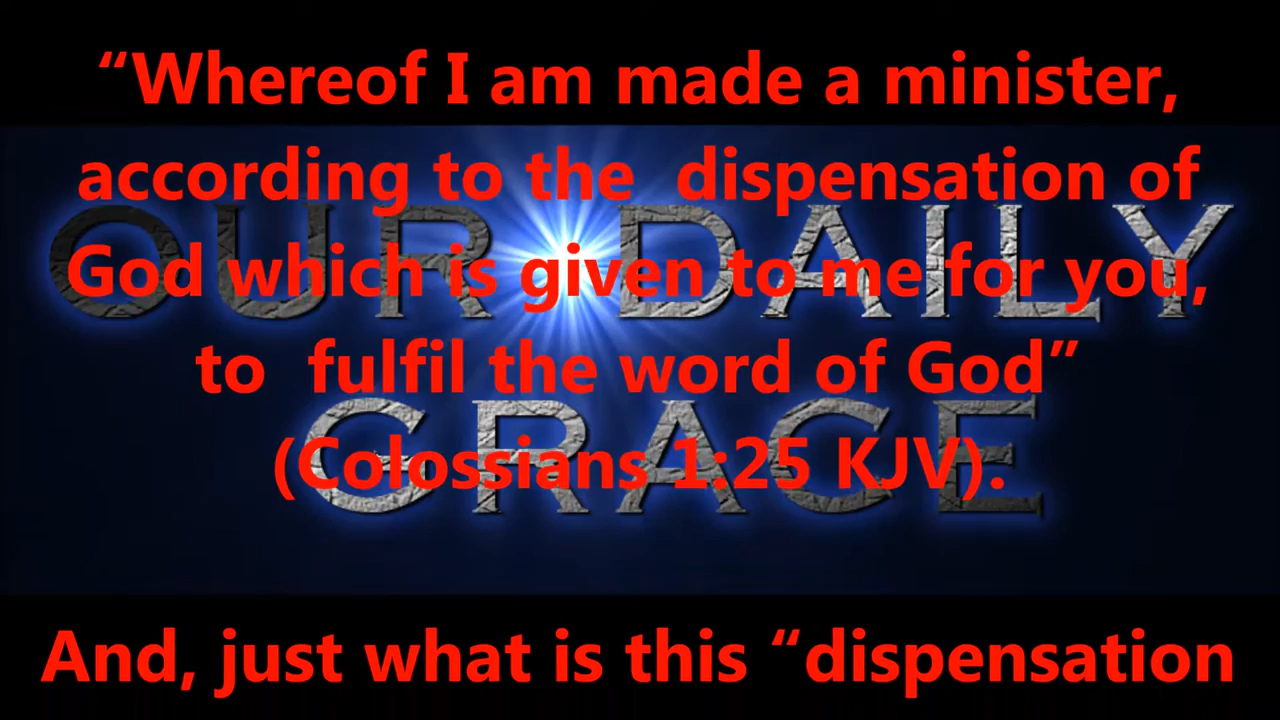 “Whereof I am made a minister,
according to the  dispensation of
OUR DAILY
God which is given to me for you,
to  fulfil the word of God”
GRACE
(Colossians 1:25 KJV).
And, just what is this “dispensation